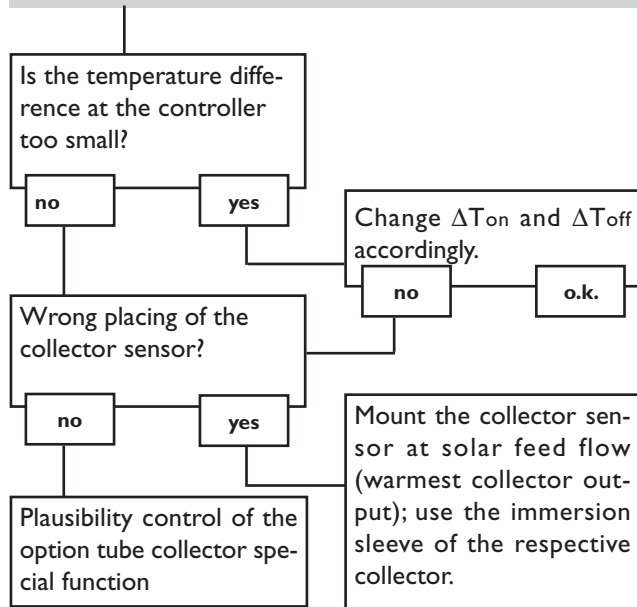 Is the temperature diffe-
rence at the controller
too small?
no
yes
Change ΔTon and ΔToff
accordingly.
no
o.k.
Wrong placing of the
collector sensor?
no
yes
Mount the collector sen-
sor at solar feed flow
(warmest collector out-
put); use the immersion
sleeve of the respective
collector.
Plausibility control of the
option tube collector spe-
cial function